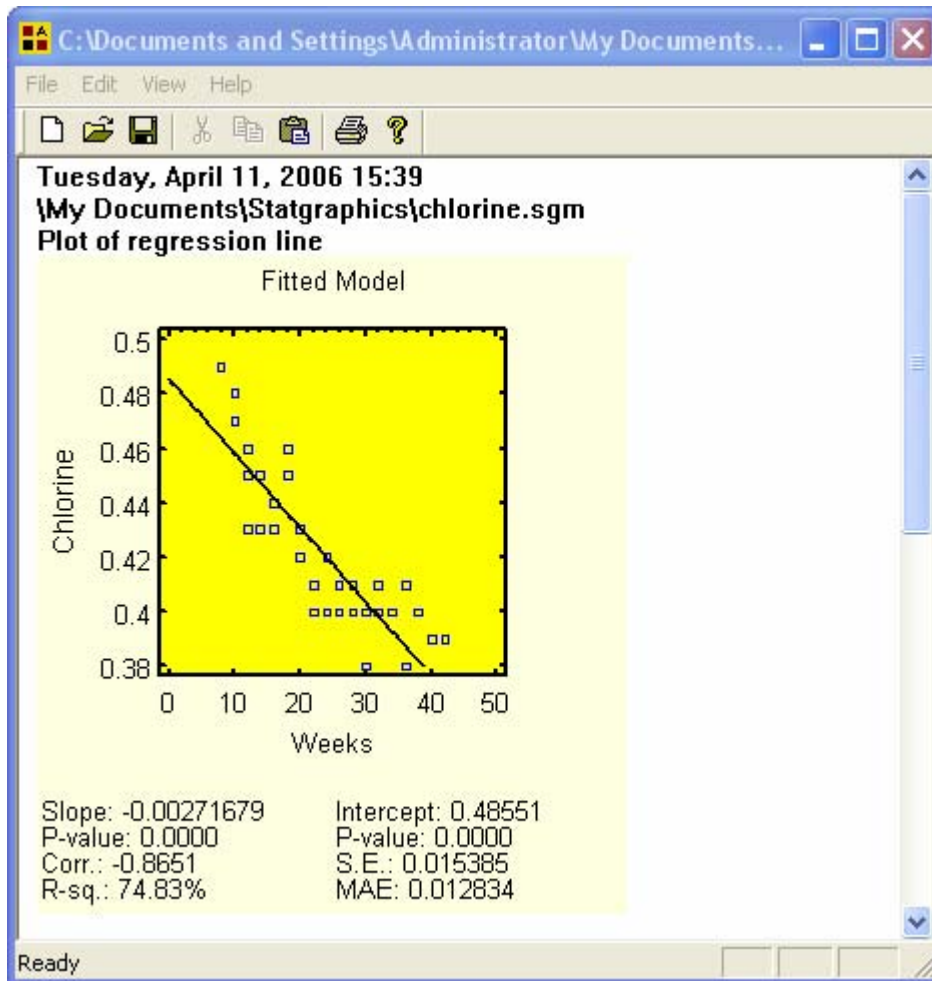 C:\Documents and Settings\Administrator\My Documents...
File Edit View Help
Tuesday, April 11, 2006 15:39
\My Documents\Statgraphics\chlorine.sgm
Plot of regression line
Fitted Model
0.5
0.48
0.46
0.44
0.42
0.4
0.38
Chlorine
0 10 20 30 40 50
Weeks
Slope: -0.00271679 Intercept: 0.48551
P-value: 0.0000 P-value: 0.0000
Corr.: -0.8651 S.E.: 0.015385
R-sq.: 74.83% MAE: 0.012834
Ready